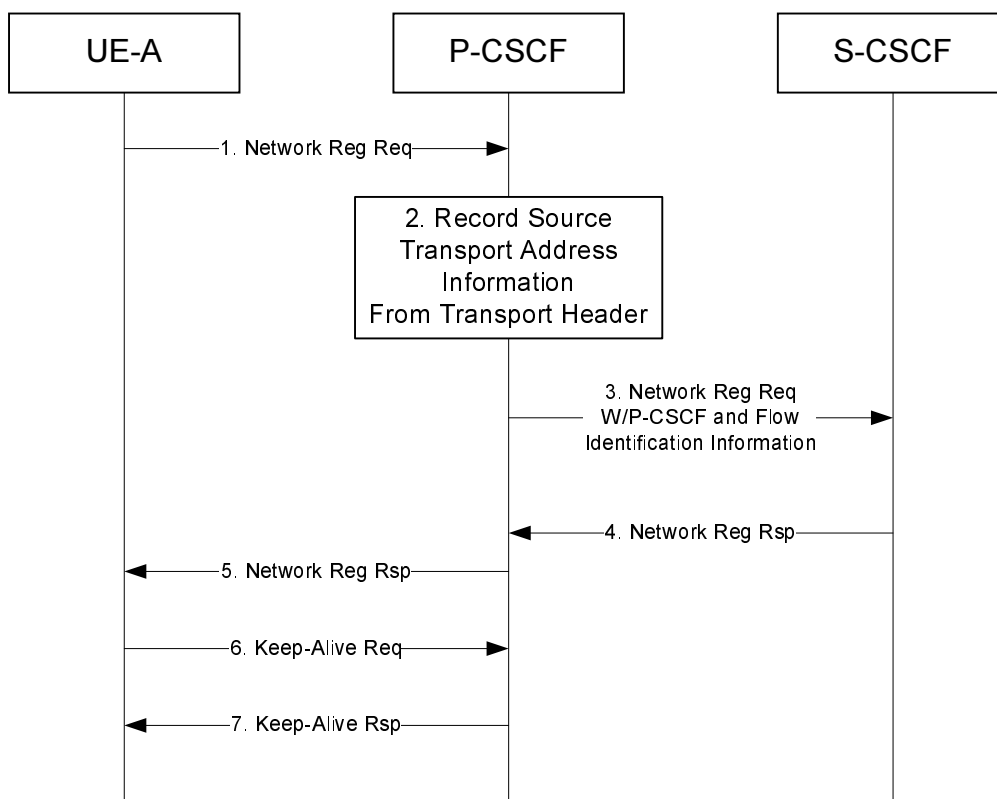 UE-A
P-CSCF
S-CSCF
1. Network Reg Req
2. Record Source
Transport Address
Information
From Transport Header
3. Network Reg Req
W/P-CSCF and Flow
Identification Information
4. Network Reg Rsp
5. Network Reg Rsp
6. Keep-Alive Req
7. Keep-Alive Rsp